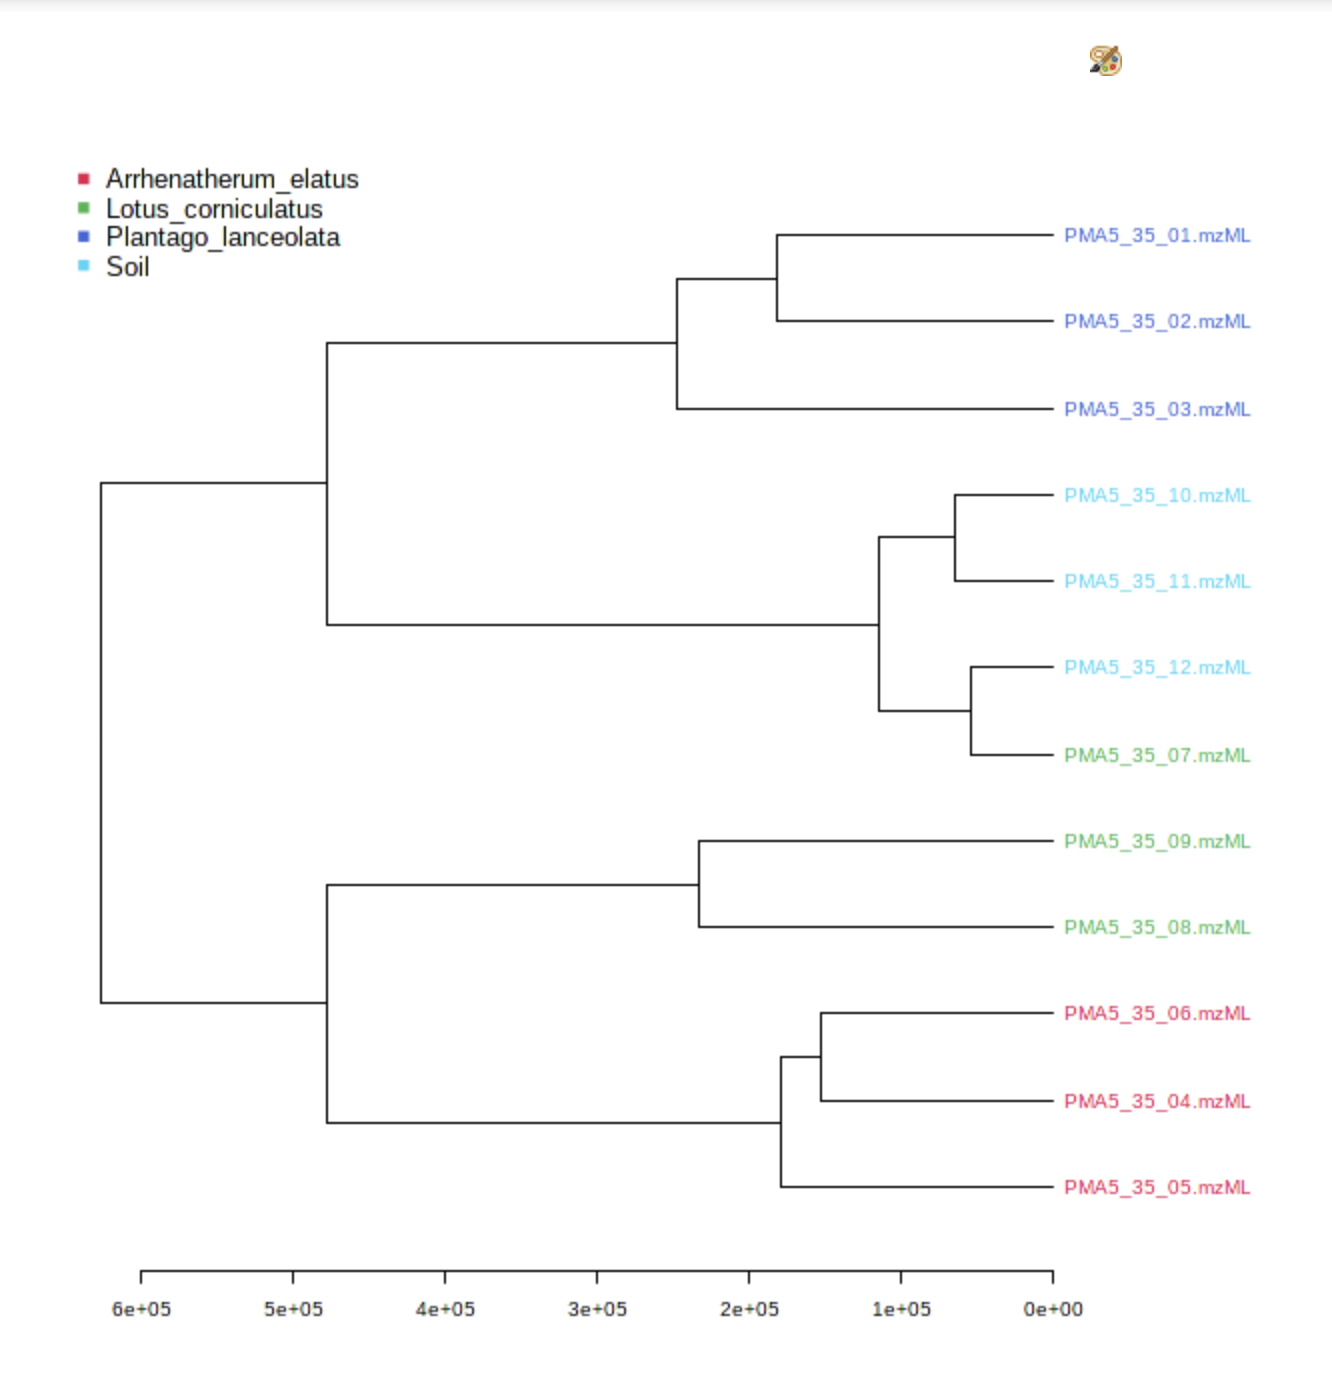 Arrhenatherum_elatus
Lotus_corniculatus
Plantago_lanceolata
Soil
PMA5_35_01.mzML
PMA5_35_02.mzML
PMA5_35_03.mzML
PMA5_35_10.mzML
PMA5_35_11.mzML
PMA5_35_12.mzML
PMA5_35_07.mzML
PMA5_35_09.mzML
PMA5_35_08.mzML
PMA5_35_06.mzML
PMA5_35_04.mzML
PMA5_35_05.mzML
6e+05 5e+05 4e+05 3e+05 2e+05 1e+05 0e+00